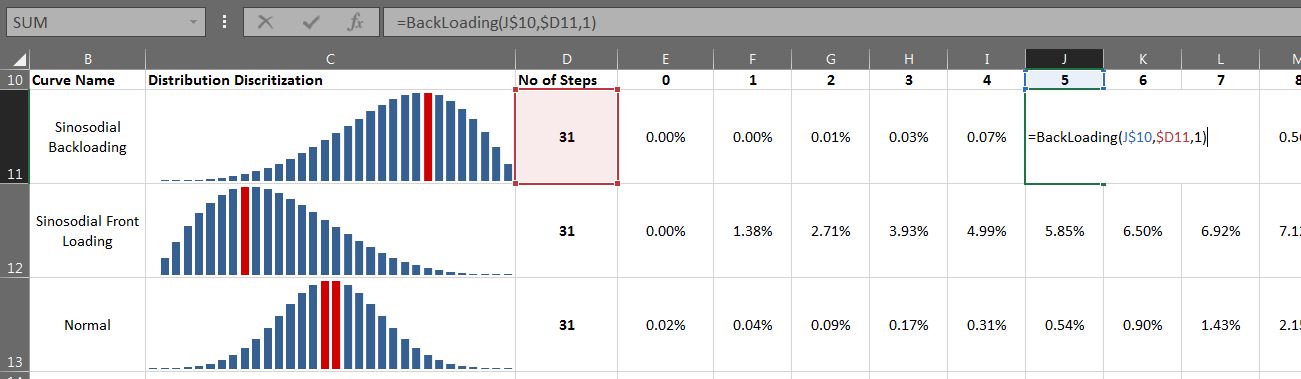 SUM
=BackLoading(J$10,$D11,1)
B C D E F G H I J K L M
10 Curve Name Distribution Discritization No of Steps 0 1 2 3 4 5 6 7 8
11 Sinosodial
Backloading 31 0.00% 0.00% 0.01% 0.03% 0.07% =BackLoading(J$10,$D11,1) 0.5
12 Sinosodial Front
Loading 31 0.00% 1.38% 2.71% 3.93% 4.99% 5.85% 6.50% 6.92% 7.1
13 Normal 31 0.02% 0.04% 0.09% 0.17% 0.31% 0.54% 0.90% 1.43% 2.1